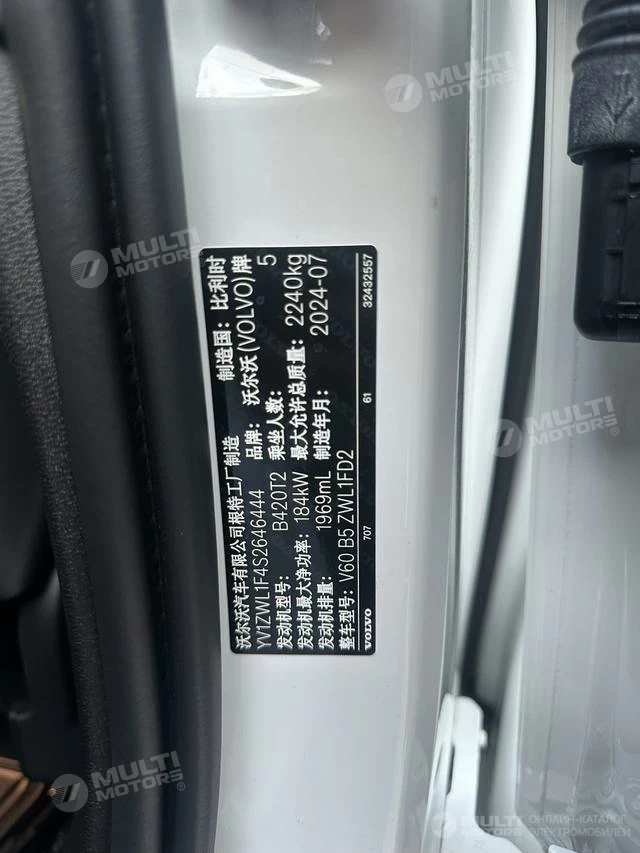 沃尔沃汽车有限公司根特工厂制造 制造国：比利时
YV1ZWL1F4S2646444 品牌：沃尔沃(VOLVO)牌
发动机型号： B420T2 乘坐人数： 5
发动机最大净功率： 184kW 最大允许总质量： 2240kg
发动机排量： 1969mL 制造年月： 2024-07
整车型号： V60 B5 ZWL1FD2
VOLVO 707 61 32432557
MULTI MOTORS
MULTI MOTORS
MULTI MOTORS
MULTI MOTORS
MULTI MOTORS
ОНЛАЙН-КАТАЛОГ
ЭЛЕКТРОМОБИЛЕЙ